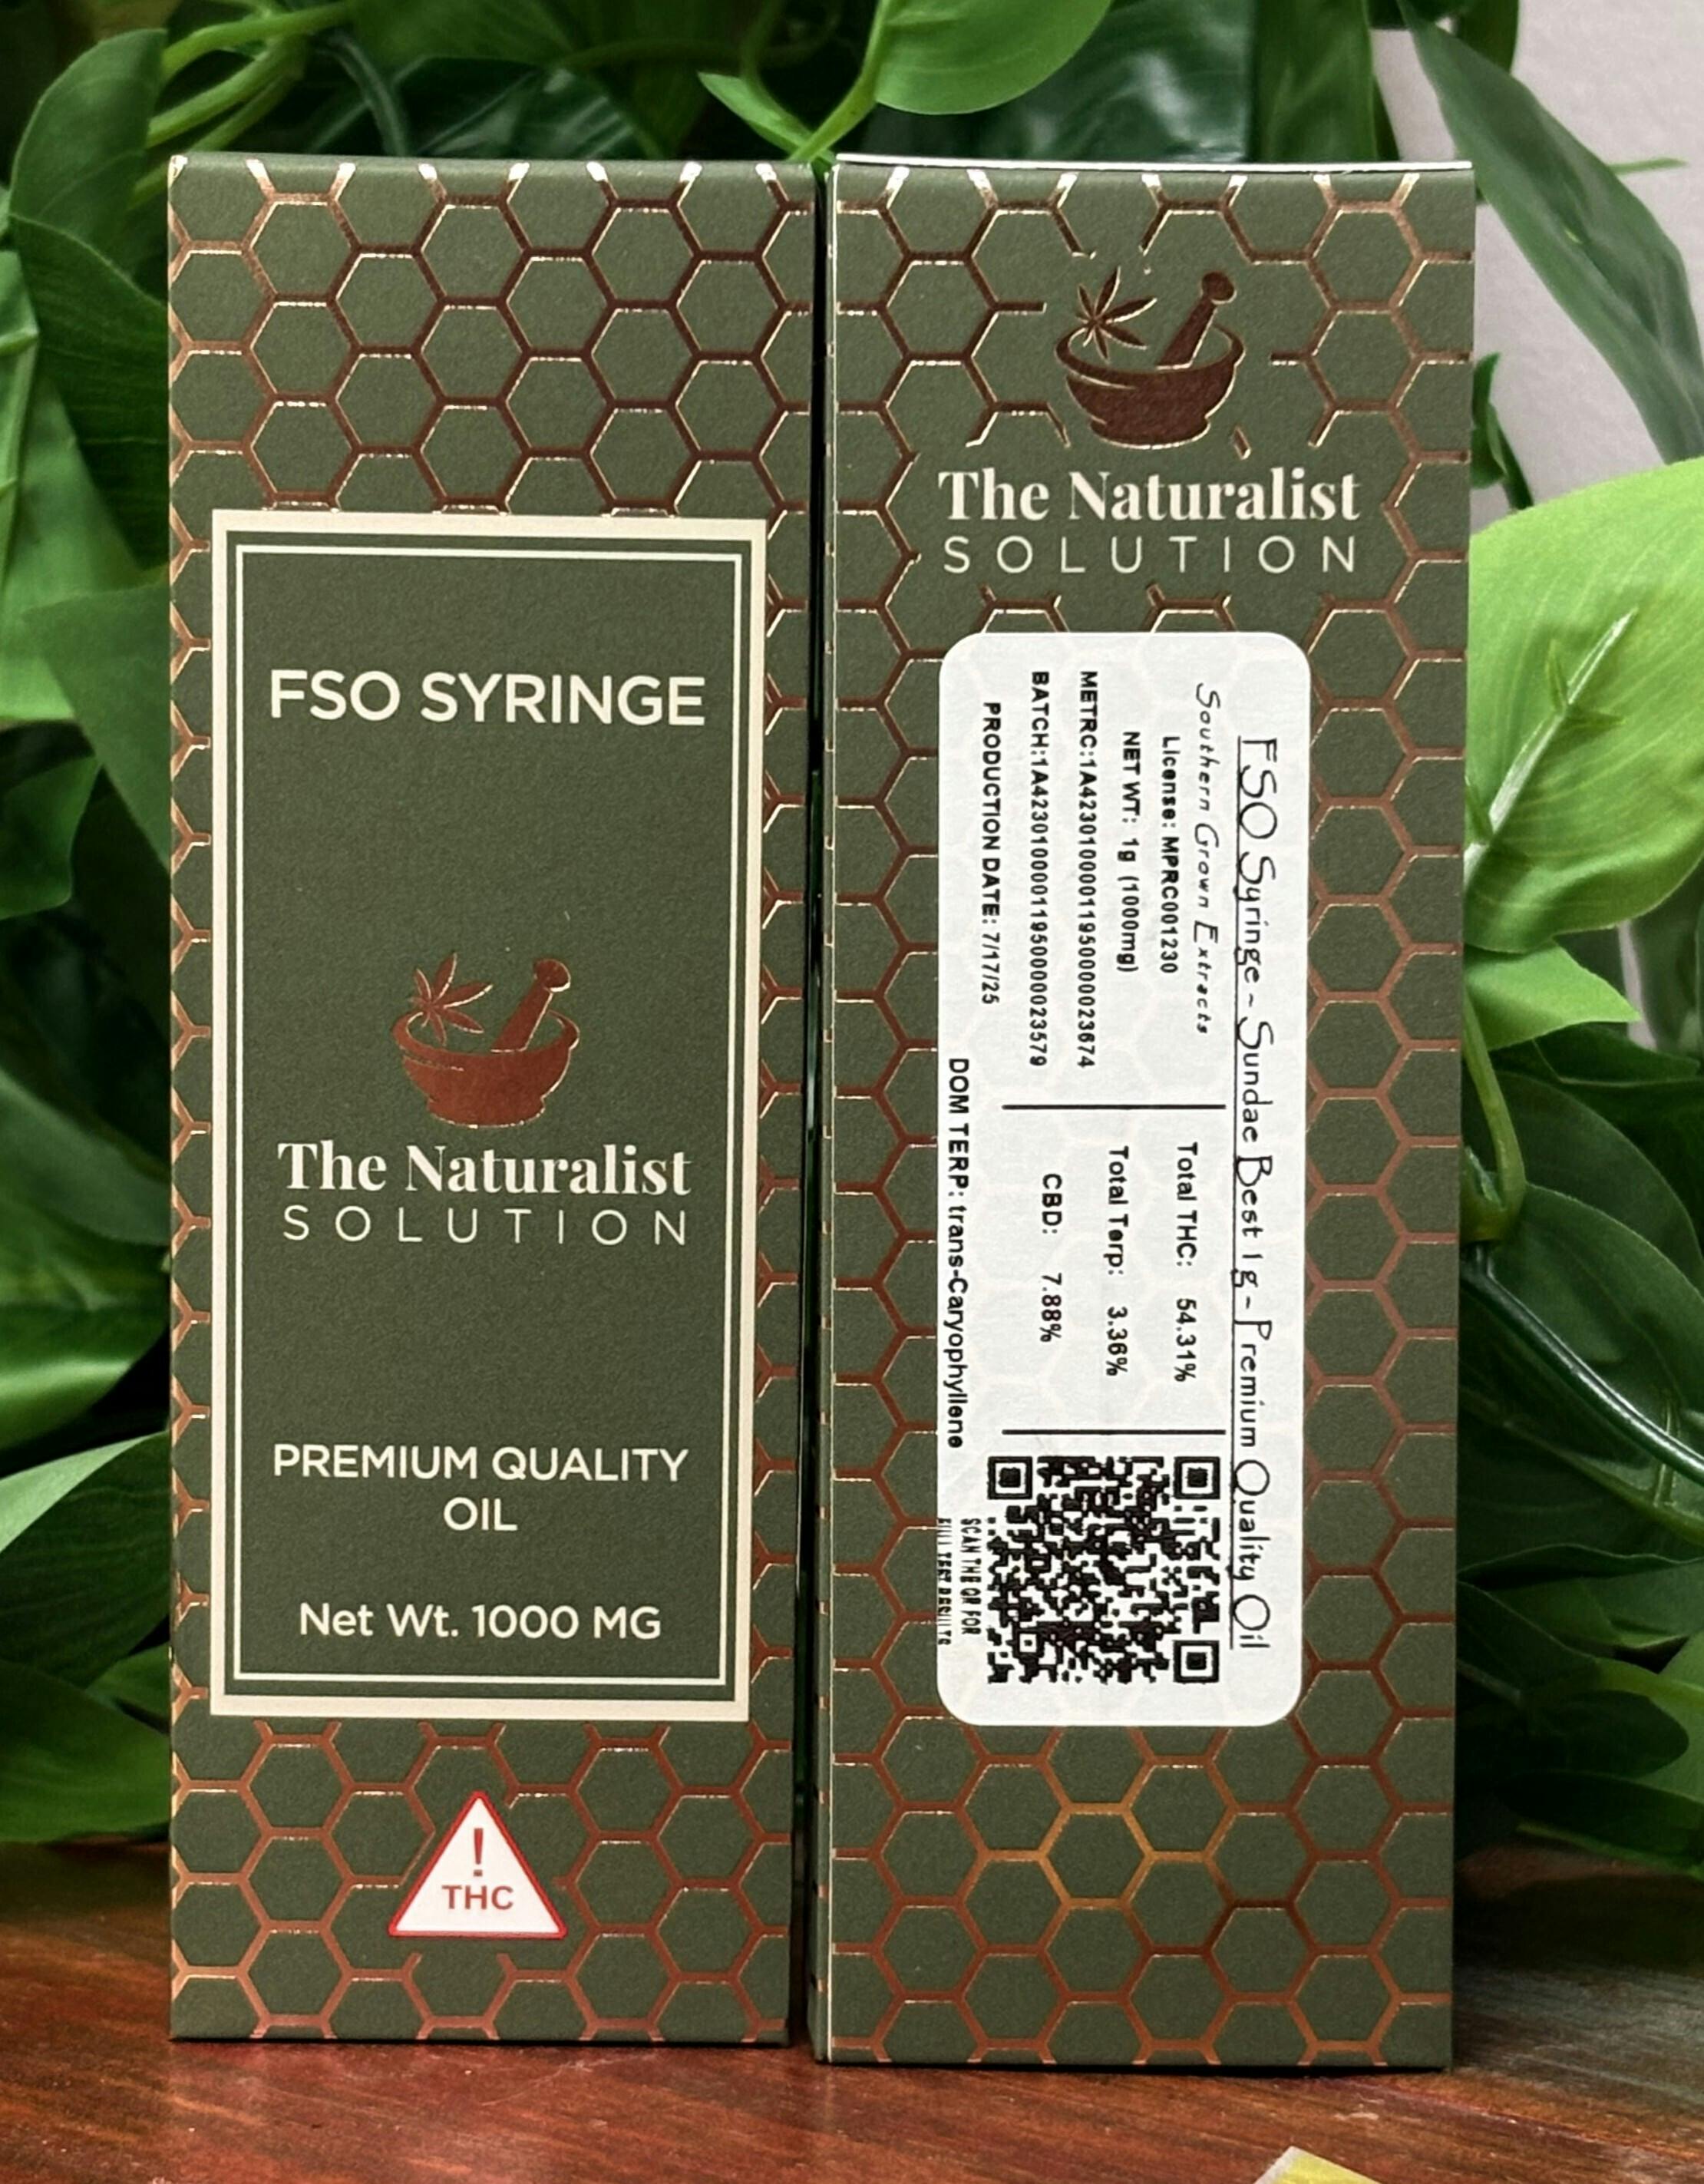 FSO SYRINGE
The Naturalist
SOLUTION
PREMIUM QUALITY
OIL
Net Wt. 1000 MG
!
THC
The Naturalist
SOLUTION
FSO Syringe - Sundae Best 1g - Premium Quality Oil
Southern Grown Extracts
License: MPRC001230
NET WT: 1g (1000mg)
METRC:1A4230100001195000023674
BATCH:1A4230100001195000023579
PRODUCTION DATE: 7/17/25
Total THC: 54.31%
Total Terp: 3.36%
CBD: 7.88%
DOM TERP: trans-Caryophyllene
SCAN THE QR FOR
FULL TEST RESULTS